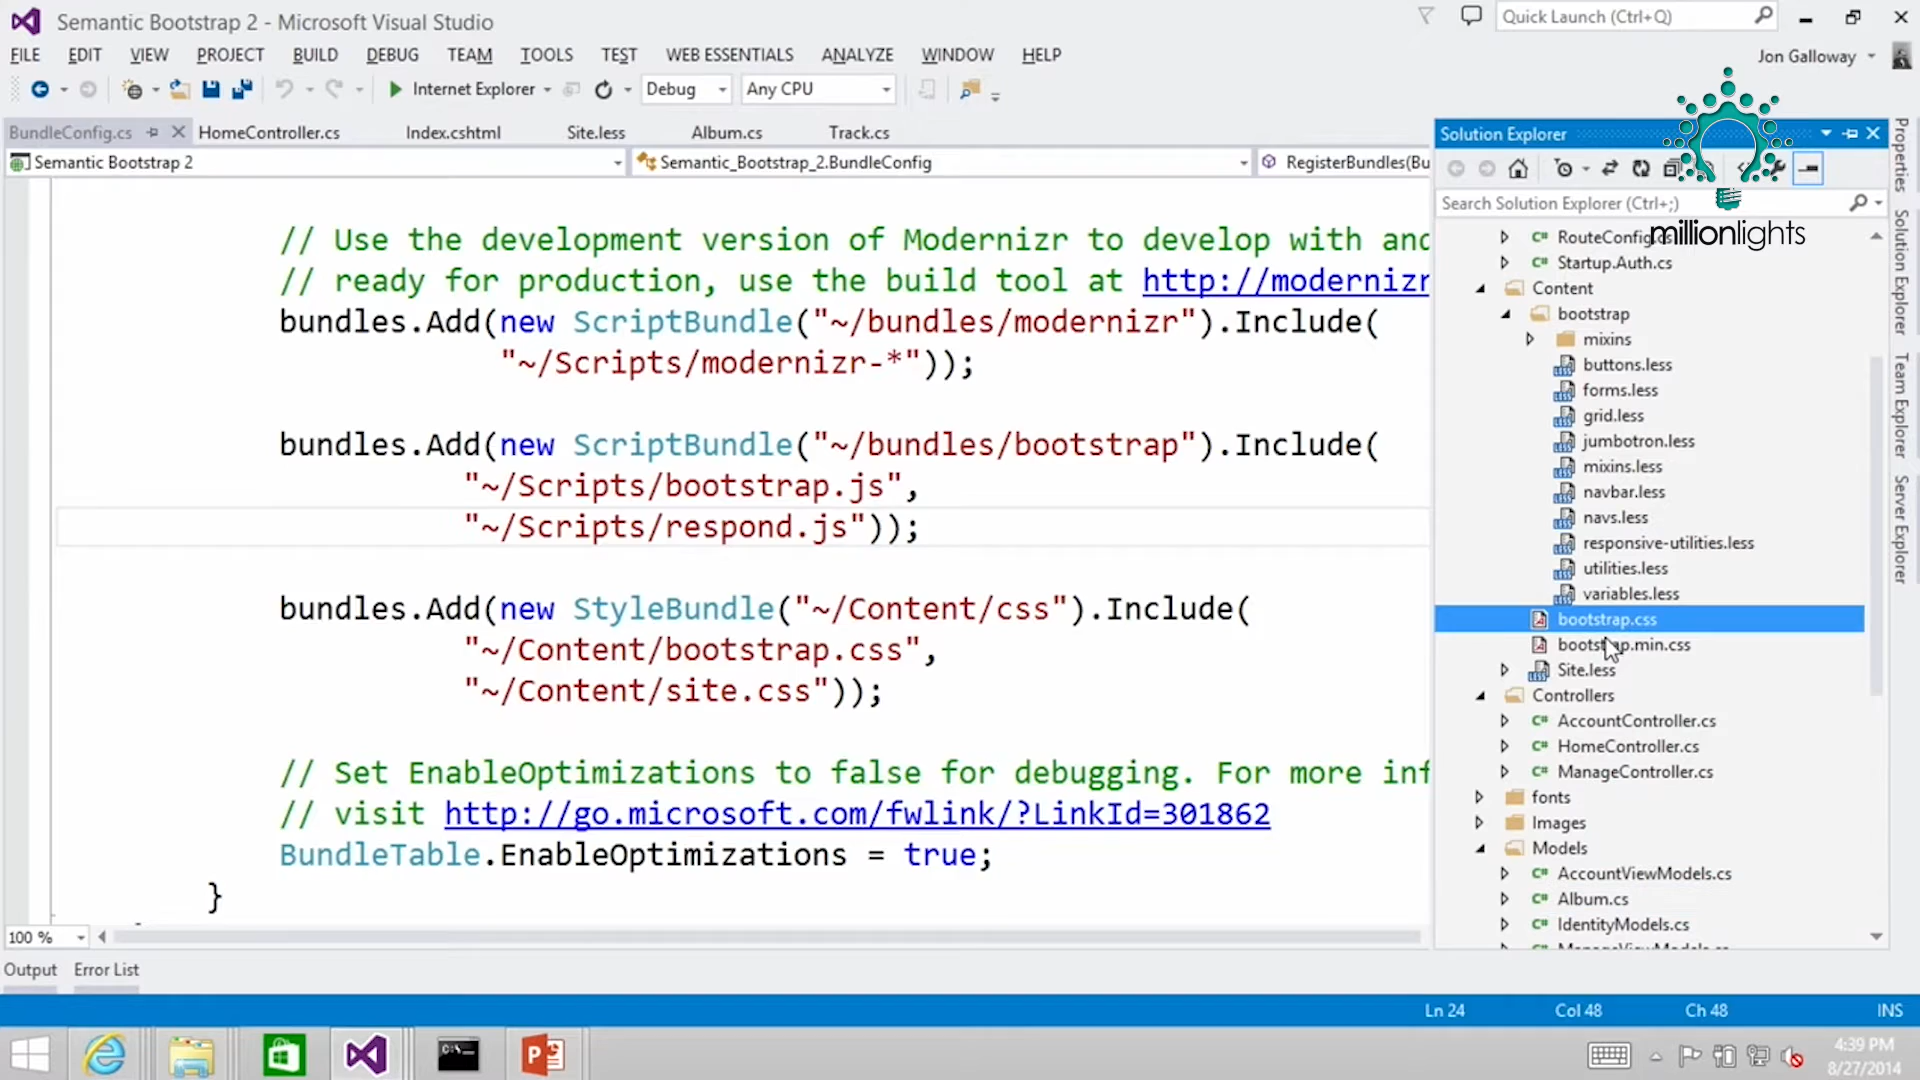 Semantic Bootstrap 2 - Microsoft Visual Studio
Quick Launch (Ctrl+Q)
FILE EDIT VIEW PROJECT BUILD DEBUG TEAM TOOLS TEST WEB ESSENTIALS ANALYZE WINDOW HELP
Jon Galloway
Internet Explorer Debug Any CPU
BundleConfig.cs HomeController.cs Index.cshtml Site.less Album.cs Track.cs
Semantic Bootstrap 2 Semantic_Bootstrap_2.BundleConfig RegisterBundles(Bu
// Use the development version of Modernizr to develop with and
// ready for production, use the build tool at http://modernizr
bundles.Add(new ScriptBundle("~/bundles/modernizr").Include(
"~/Scripts/modernizr-*"));
bundles.Add(new ScriptBundle("~/bundles/bootstrap").Include(
"~/Scripts/bootstrap.js",
"~/Scripts/respond.js"));
bundles.Add(new StyleBundle("~/Content/css").Include(
"~/Content/bootstrap.css",
"~/Content/site.css"));
// Set EnableOptimizations to false for debugging. For more inf
// visit http://go.microsoft.com/fwlink/?LinkId=301862
BundleTable.EnableOptimizations = true;
}
100 %
Output Error List
Solution Explorer
Search Solution Explorer (Ctrl+;)
millionlights
RouteConfig.cs
Startup.Auth.cs
Content
bootstrap
mixins
buttons.less
forms.less
grid.less
jumbotron.less
mixins.less
navbar.less
navs.less
responsive-utilities.less
utilities.less
variables.less
bootstrap.css
bootstrap.min.css
Site.less
Controllers
AccountController.cs
HomeController.cs
ManageController.cs
fonts
Images
Models
AccountViewModels.cs
Album.cs
IdentityModels.cs
ManageViewModels.cs
Properties
Solution Explorer
Team Explorer
Server Explorer
Ln 24 Col 48 Ch 48 INS
4:39 PM
8/27/2014